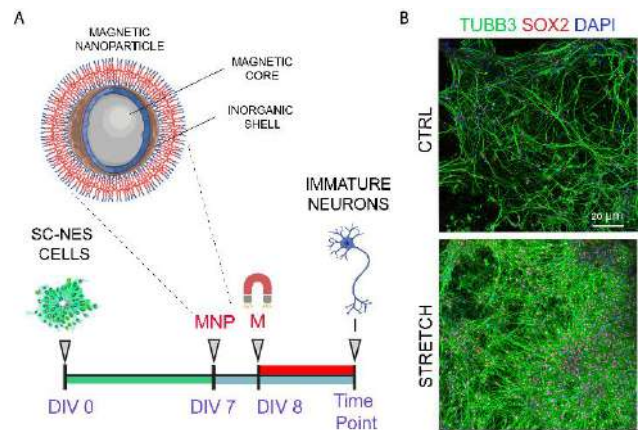 A
MAGNETIC
NANOPARTICLE
MAGNETIC
CORE
INORGANIC
SHELL
SC-NES
CELLS
IMMATURE
NEURONS
MNP
M
DIV 0
DIV 7
DIV 8
Time
Point
B
TUBB3 SOX2 DAPI
CTRL
20 µm
STRETCH